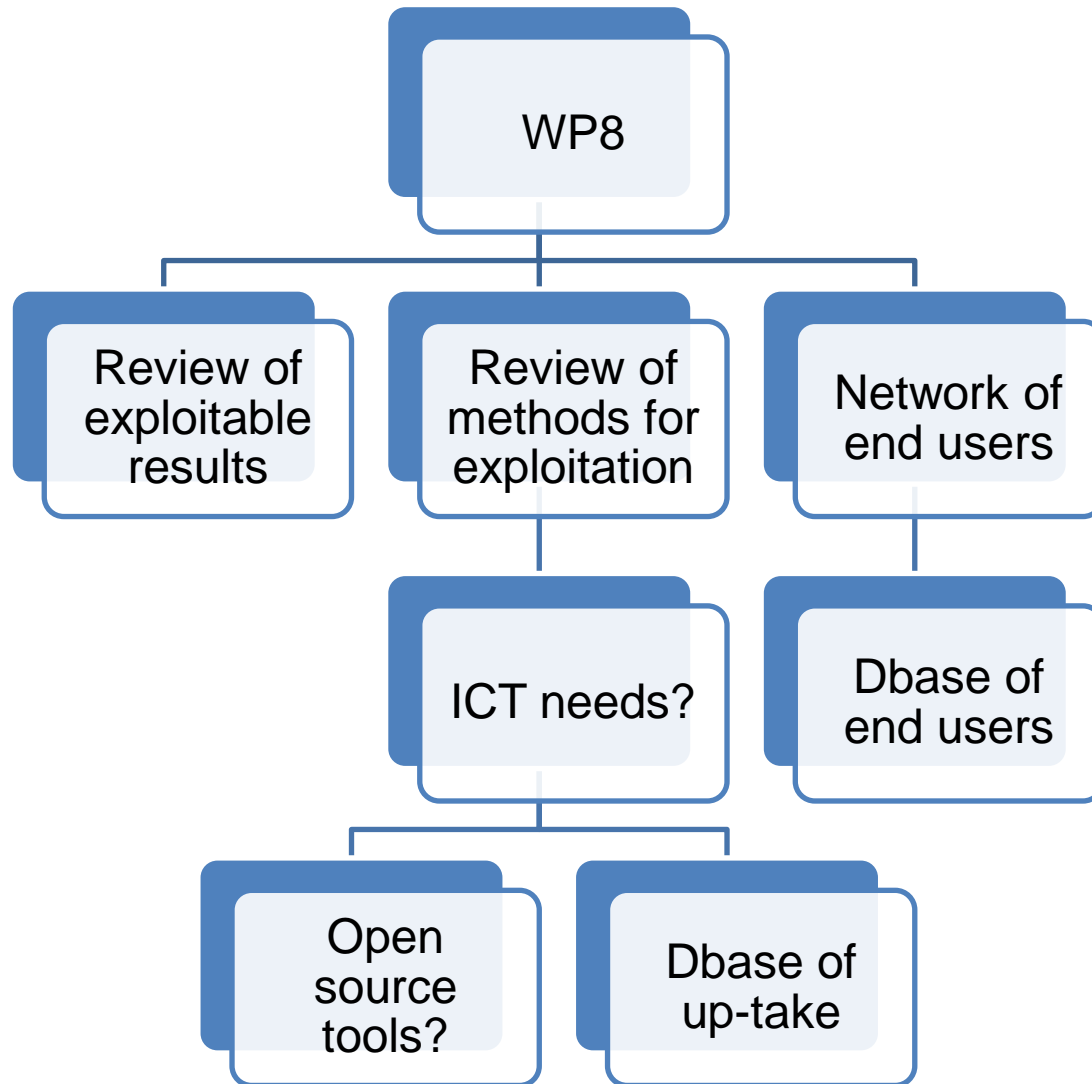 WP8
Review of
exploitable
results
Review of
methods for
exploitation
Network of
end users
ICT needs?
Dbase of
end users
Open
source
tools?
Dbase of
up-take